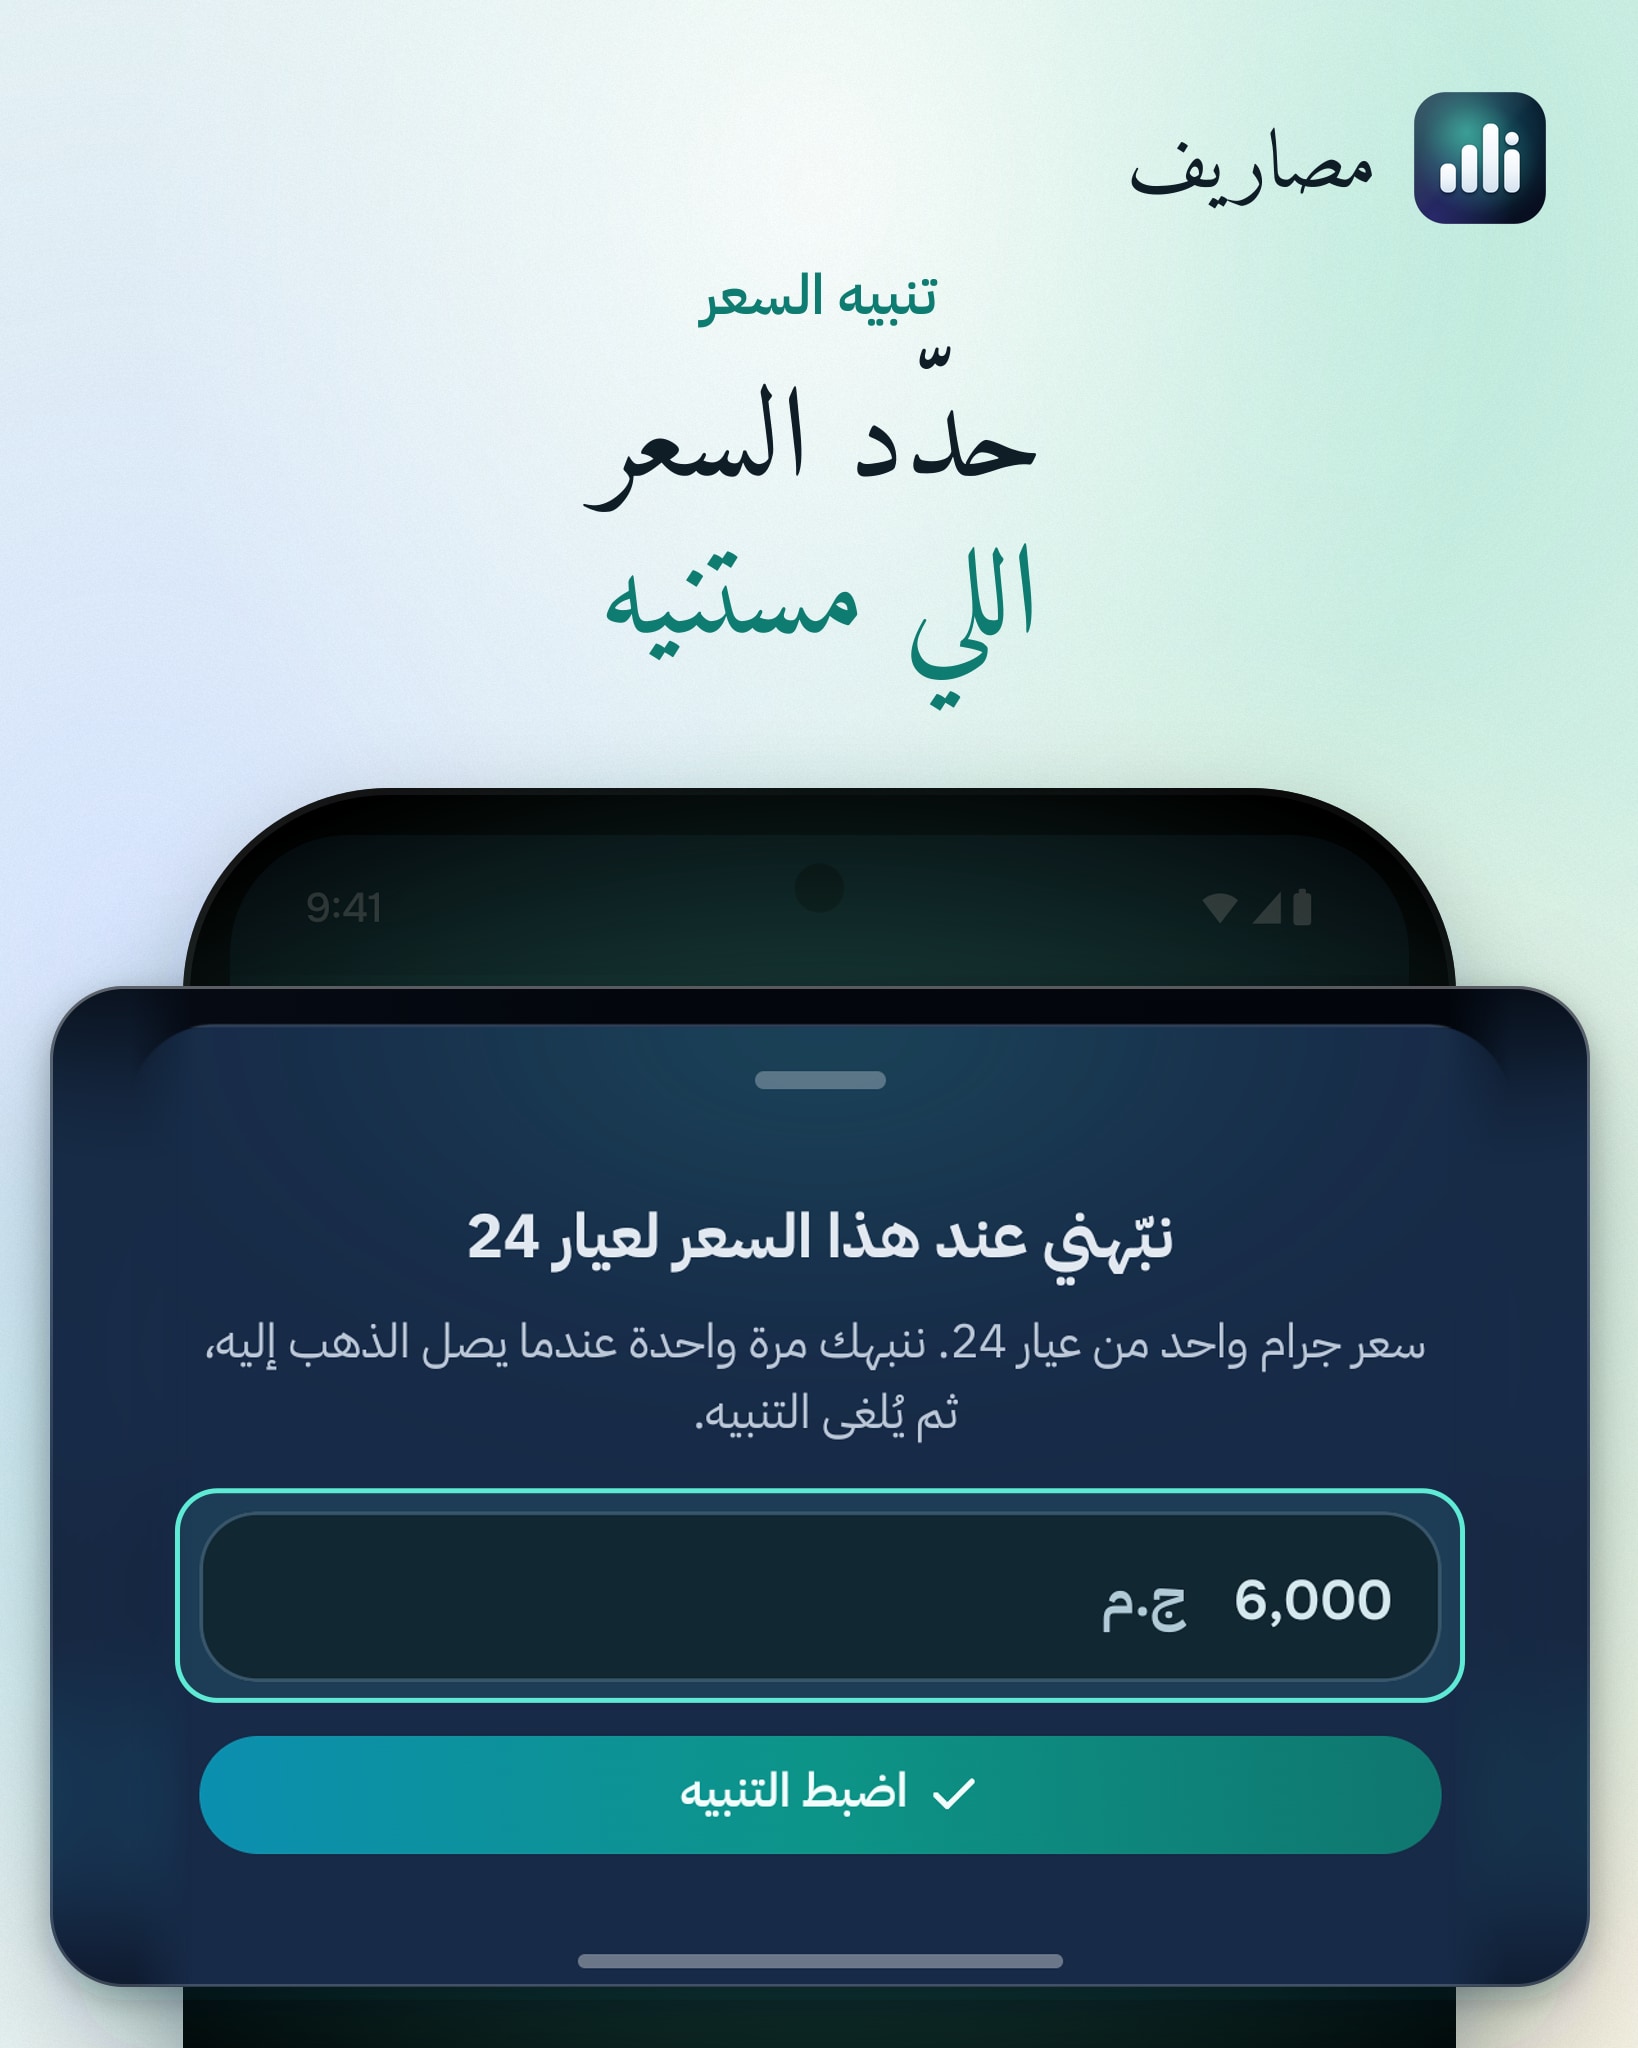 مصاريف
تنبيه السعر
حدّد السعر
اللي مستنيه
9:41
نبّهني عند هذا السعر لعيار 24
سعر جرام واحد من عيار 24. ننبهك مرة واحدة عندما يصل الذهب إليه،
ثم يُلغى التنبيه.
6,000 ج.م
اضبط التنبيه